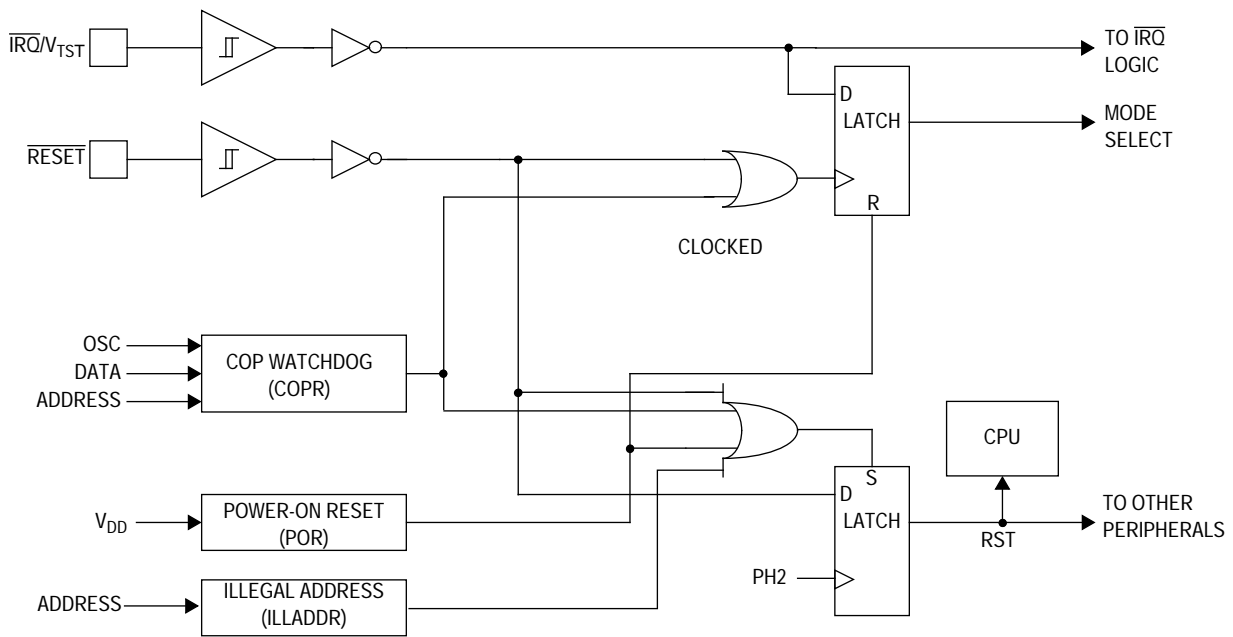 IRQ/VTST
TO IRQ
LOGIC
D
LATCH
MODE
SELECT
RESET
R
CLOCKED
OSC
DATA
ADDRESS
COP WATCHDOG
(COPR)
CPU
S
D
LATCH
VDD
POWER-ON RESET
(POR)
RST
TO OTHER
PERIPHERALS
PH2
ADDRESS
ILLEGAL ADDRESS
(ILLADDR)